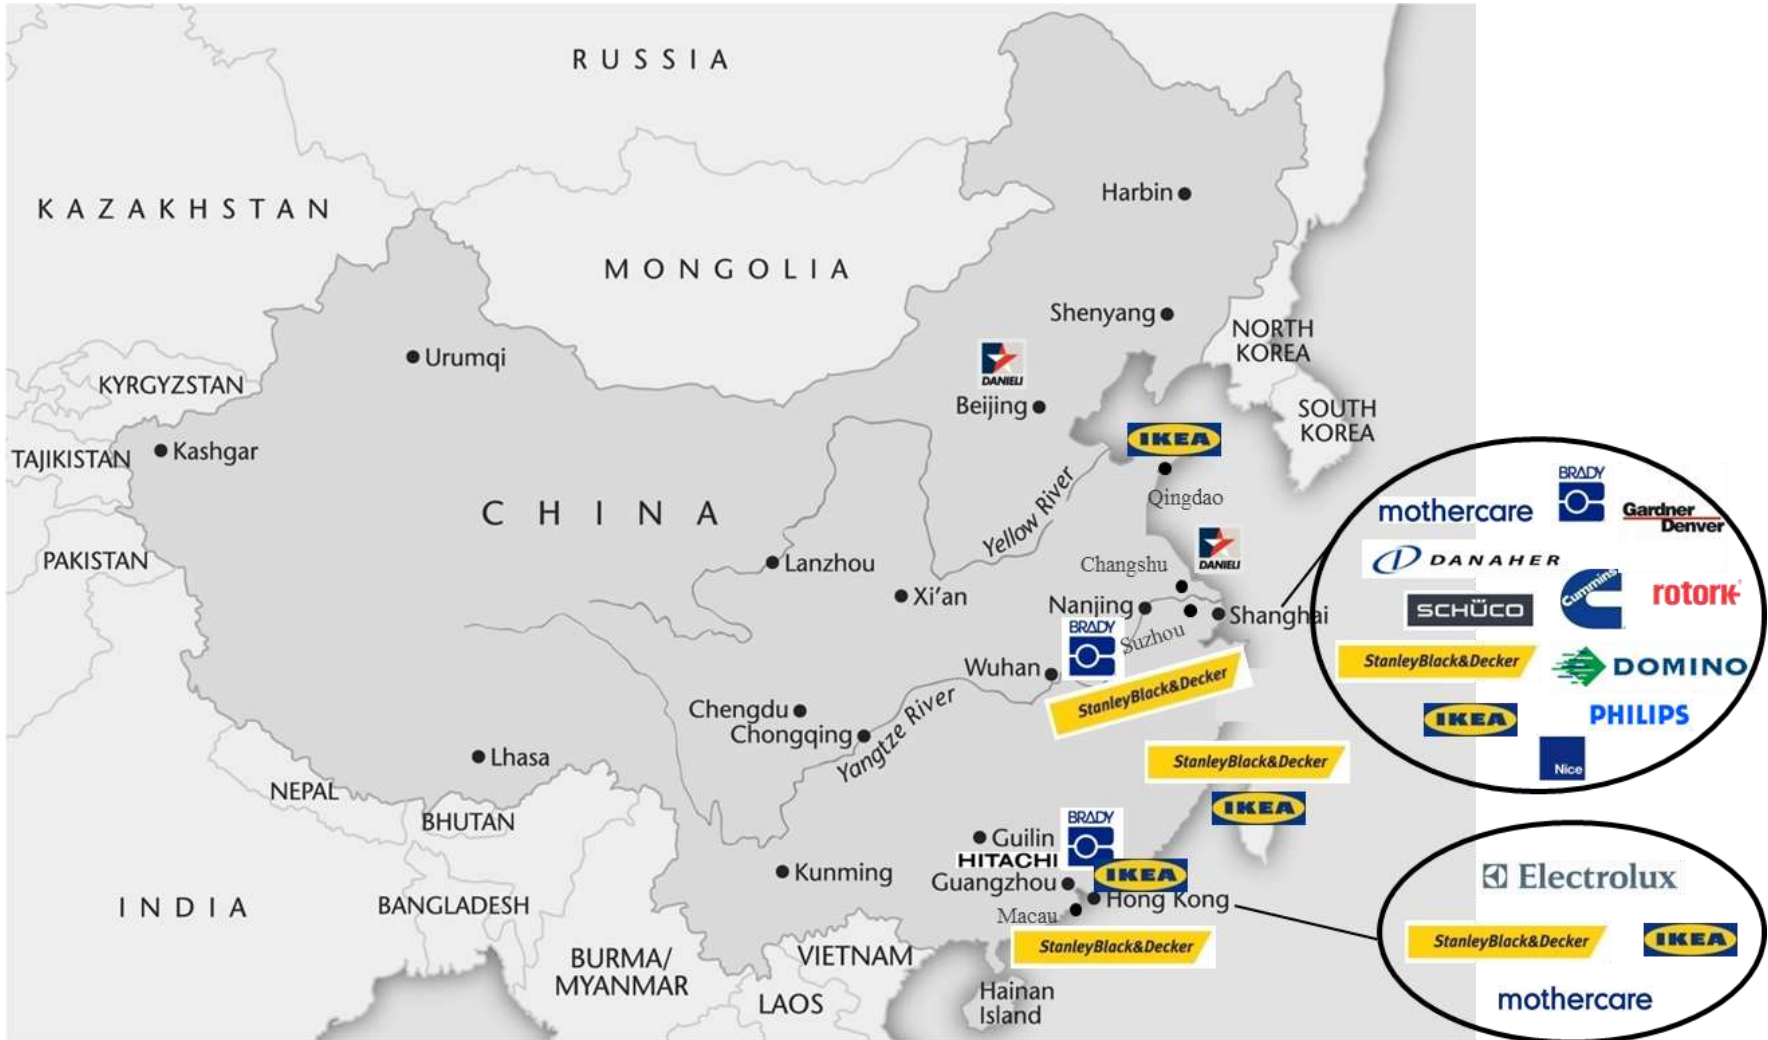 RUSSIA
KAZAKHSTAN
Harbin
MONGOLIA
Shenyang
NORTH
KOREA
Urumqi
KYRGYZSTAN
DANIELI
Beijing
SOUTH
KOREA
IKEA
TAJIKISTAN
Kashgar
CHINA
Yellow River
Qingdao
PAKISTAN
Lanzhou
Xi'an
Changshu
DANIELI
Nanjing
Suzhou
Shanghai
BRADY
Wuhan
StanleyBlack&Decker
Chengdu
Chongqing
Yangtze River
Lhasa
NEPAL
BHUTAN
StanleyBlack&Decker
IKEA
BRADY
Guilin
HITACHI
Guangzhou
IKEA
Kunming
Hong Kong
Macau
StanleyBlack&Decker
INDIA
BANGLADESH
BURMA/
MYANMAR
VIETNAM
LAOS
Hainan
Island
BRADY
mothercare
Gardner
Denver
DANAHER
Cummins
rotork
SCHÜCO
StanleyBlack&Decker
DOMINO
IKEA
PHILIPS
Nice
Electrolux
StanleyBlack&Decker
IKEA
mothercare